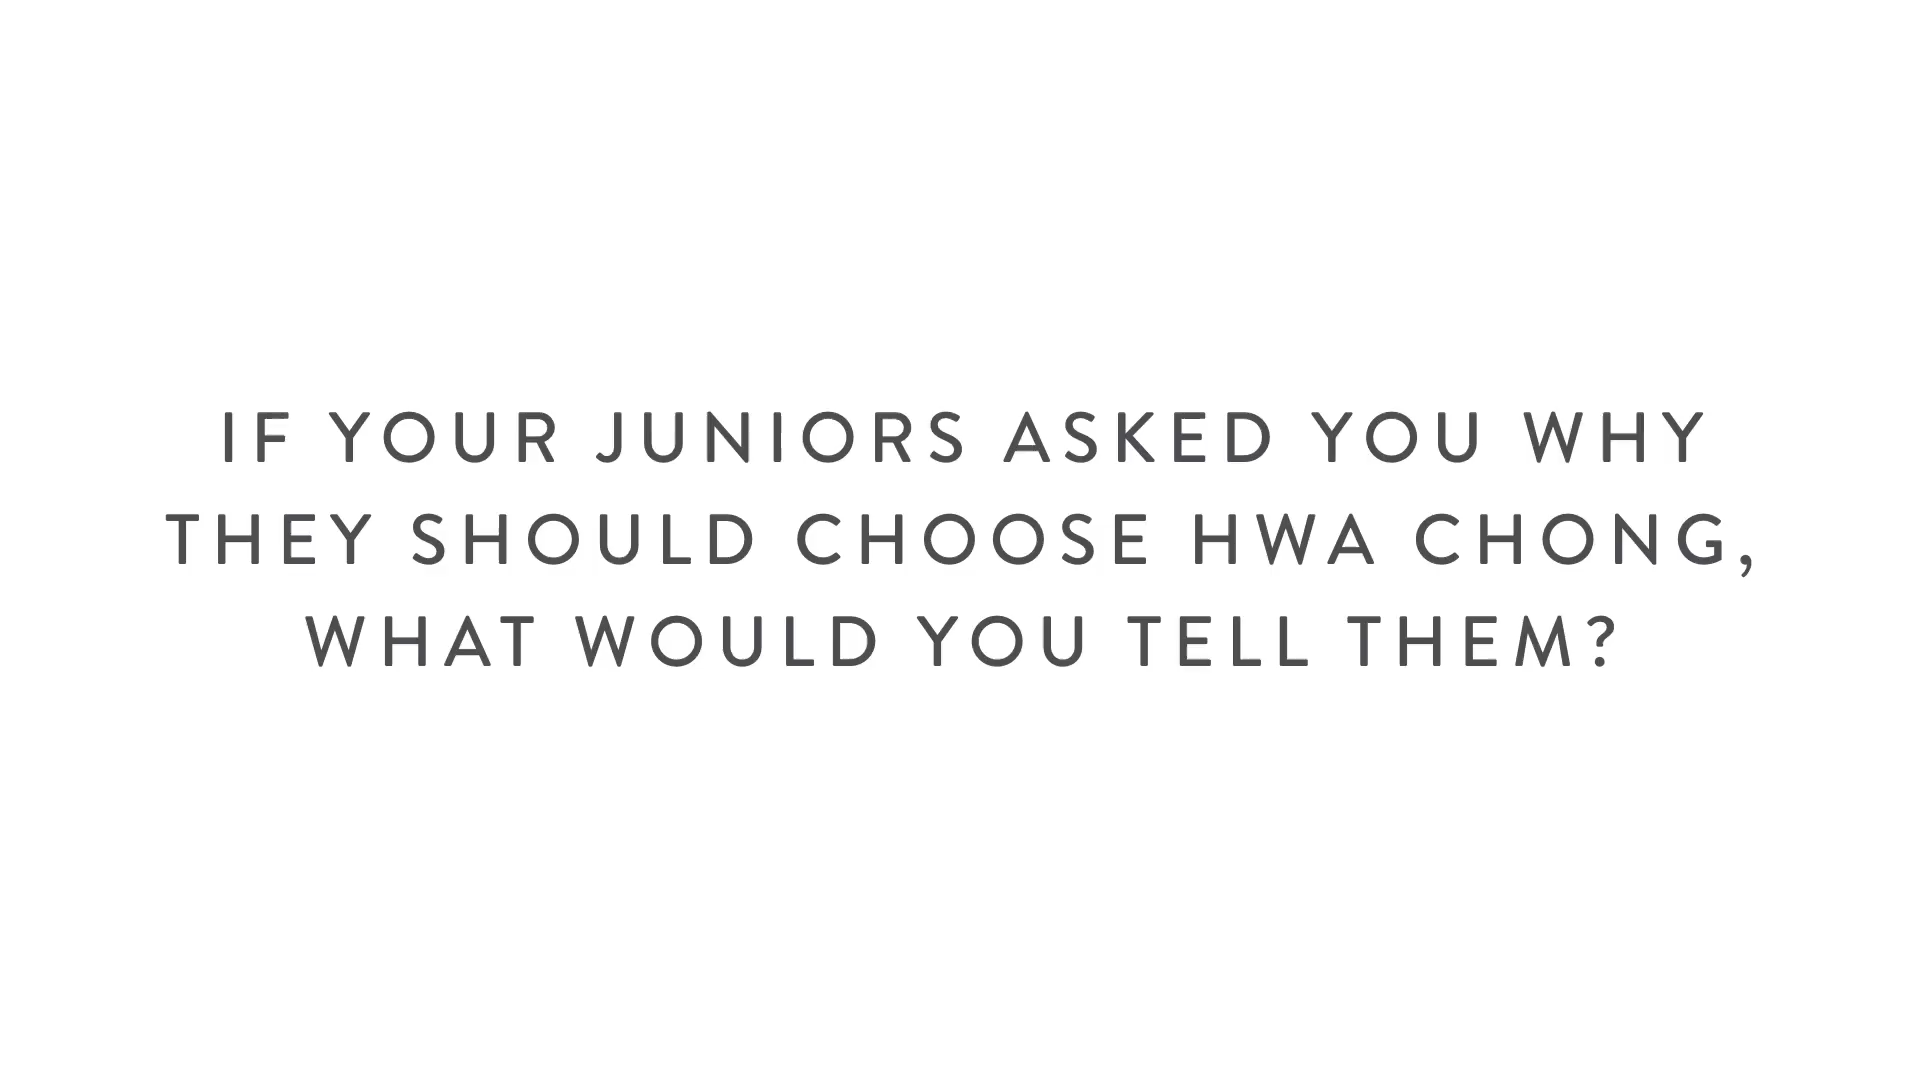 IF YOUR JUNIORS ASKED YOU WHY
THEY SHOULD CHOOSE HWA CHONG,
WHAT WOULD YOU TELL THEM?